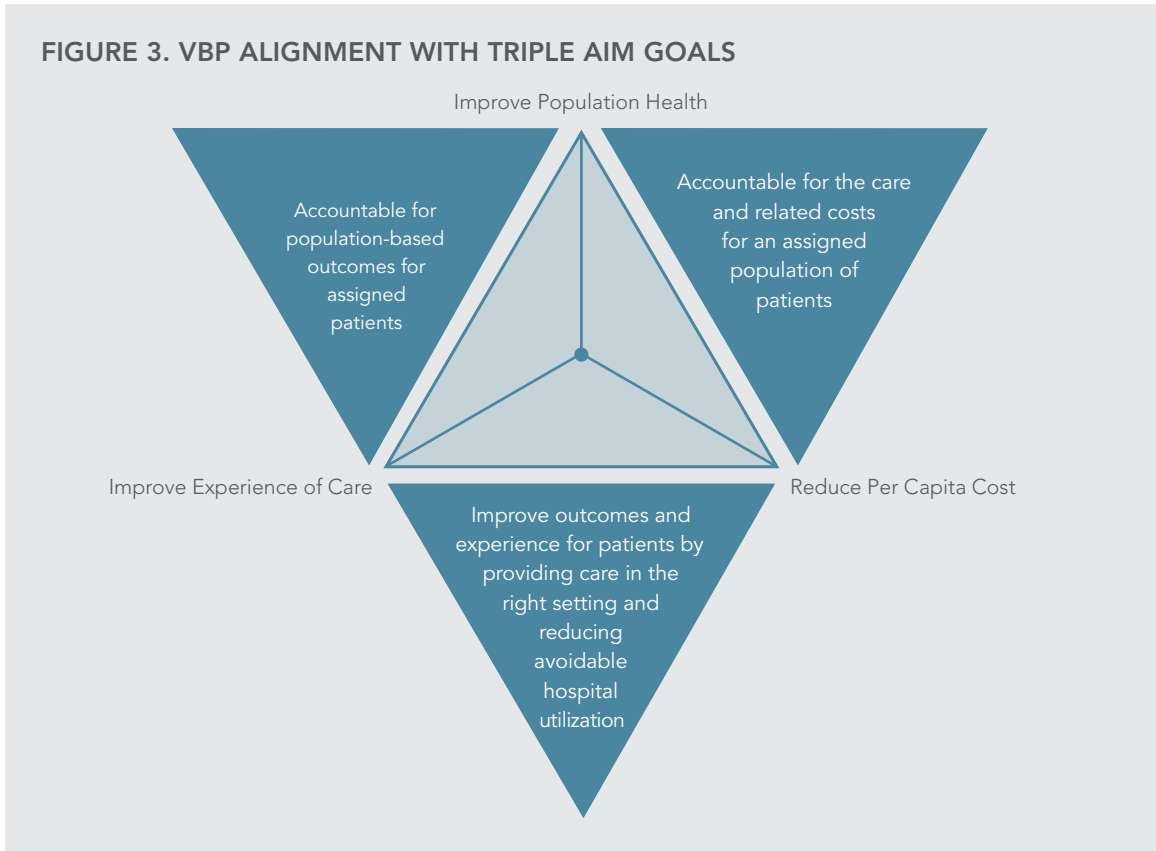 FIGURE 3. VBP ALIGNMENT WITH TRIPLE AIM GOALS
Improve Population Health
Accountable for
population-based
outcomes for
assigned
patients
Accountable for the care
and related costs
for an assigned
population of
patients
Improve Experience of Care
Reduce Per Capita Cost
Improve outcomes and
experience for patients by
providing care in the
right setting and
reducing
avoidable
hospital
utilization